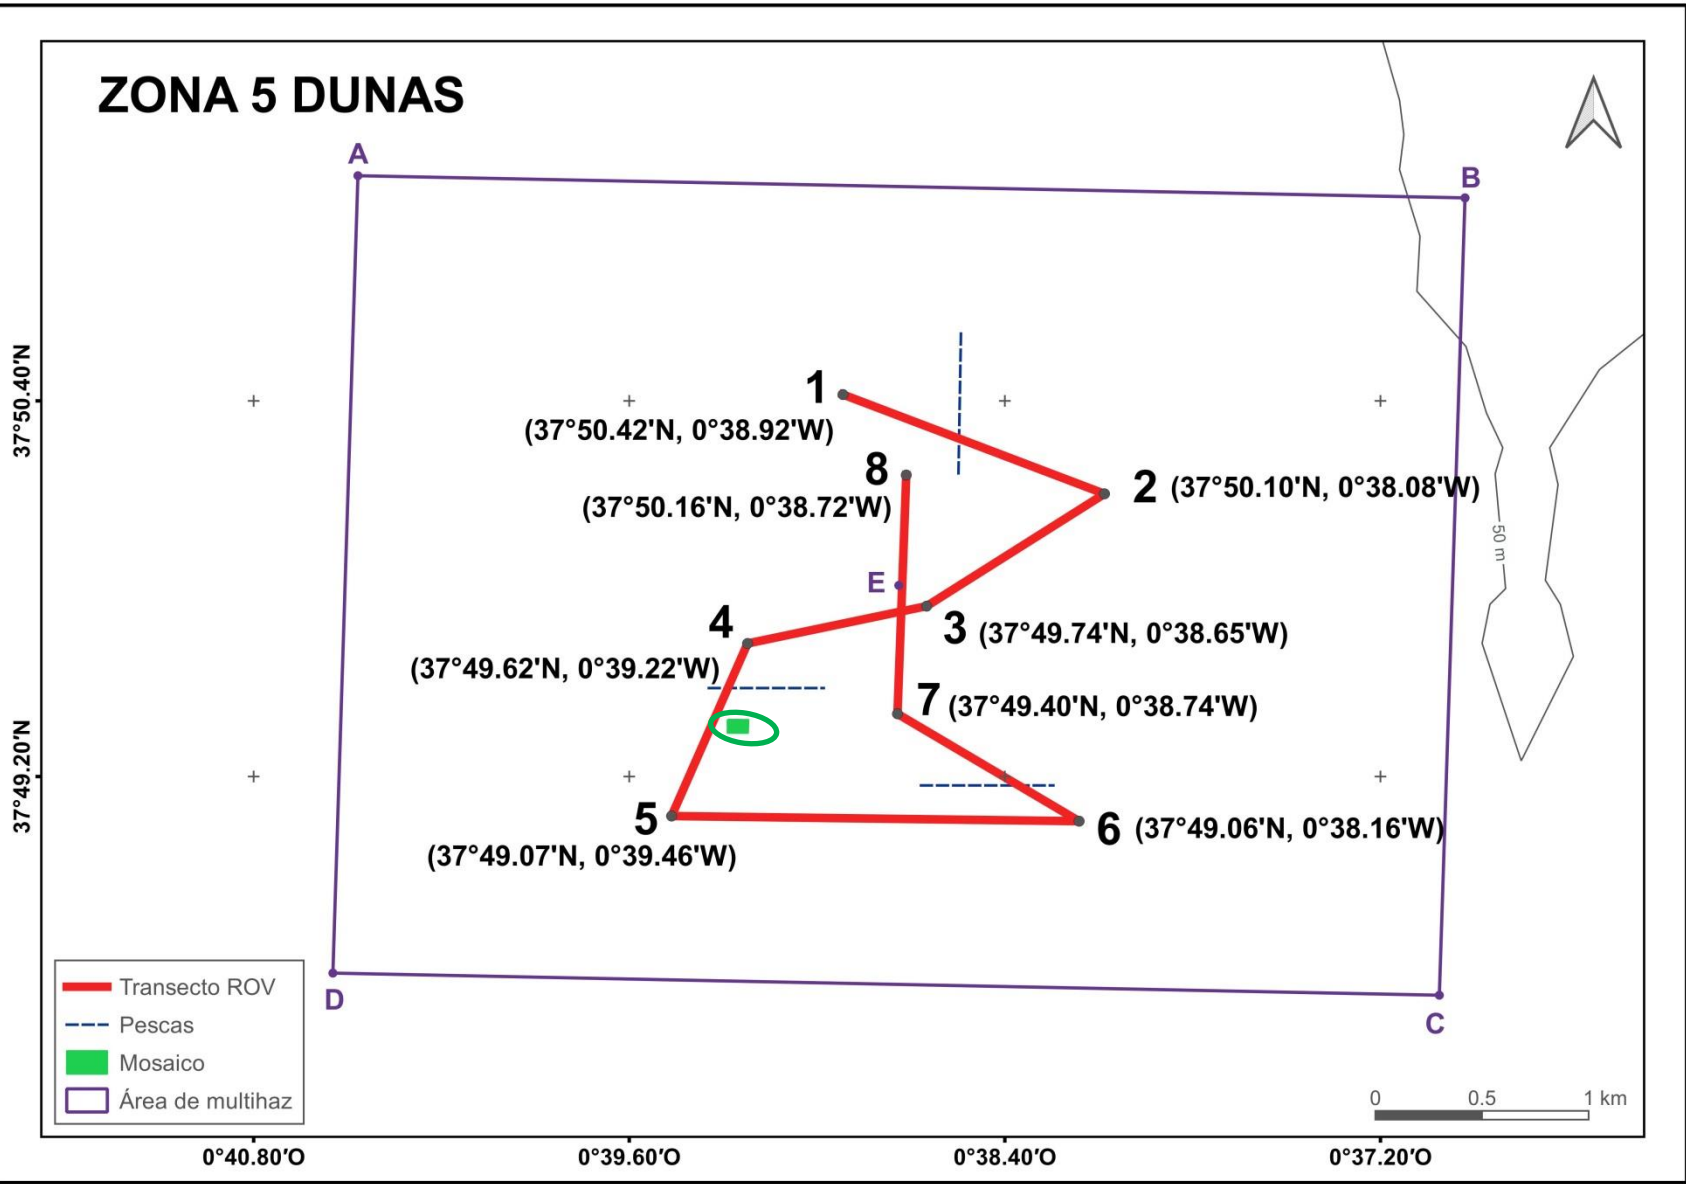 ZONA 5 DUNAS
A
B
37°50.40'N
1
(37°50.42'N, 0°38.92'W)
8
(37°50.16'N, 0°38.72'W)
2 (37°50.10'N, 0°38.08'W)
50 m
E
4
3 (37°49.74'N, 0°38.65'W)
(37°49.62'N, 0°39.22'W)
7 (37°49.40'N, 0°38.74'W)
37°49.20'N
5
6 (37°49.06'N, 0°38.16'W)
(37°49.07'N, 0°39.46'W)
D
C
Transecto ROV
Pescas
Mosaico
Área de multihaz
0 0.5 1 km
0°40.80'O 0°39.60'O 0°38.40'O 0°37.20'O